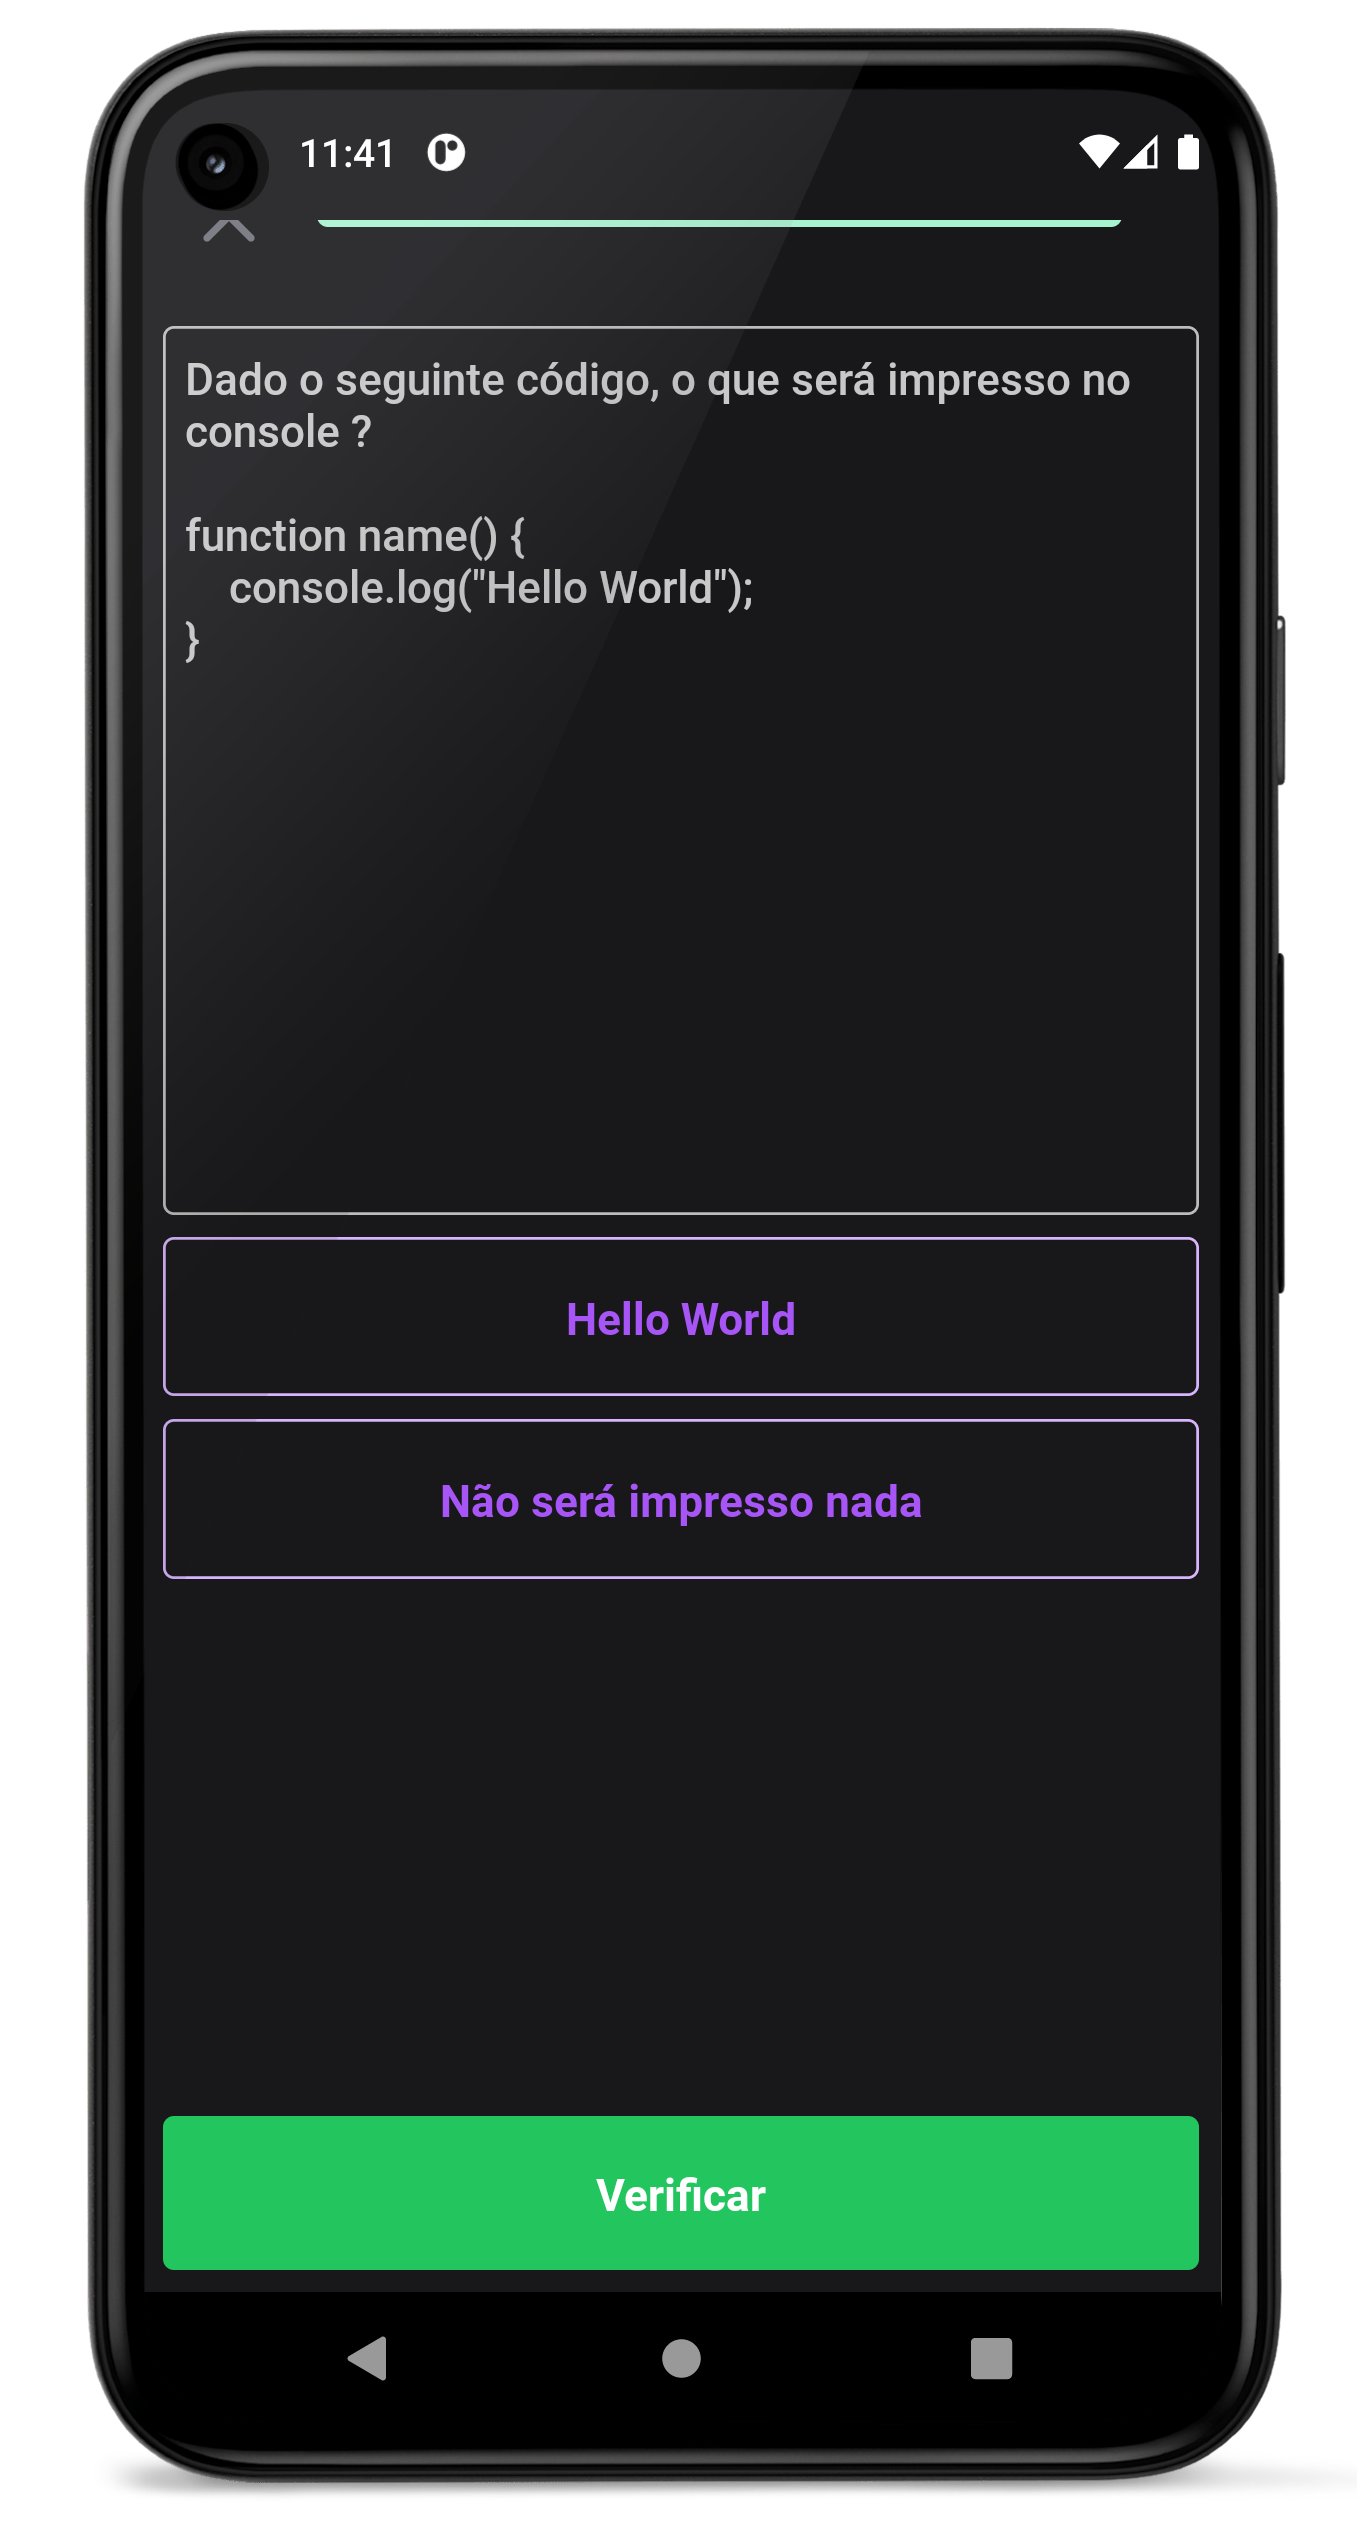 11:41
Dado o seguinte código, o que será impresso no
console ?
function name() {
    console.log("Hello World");
}
Hello World
Não será impresso nada
Verificar